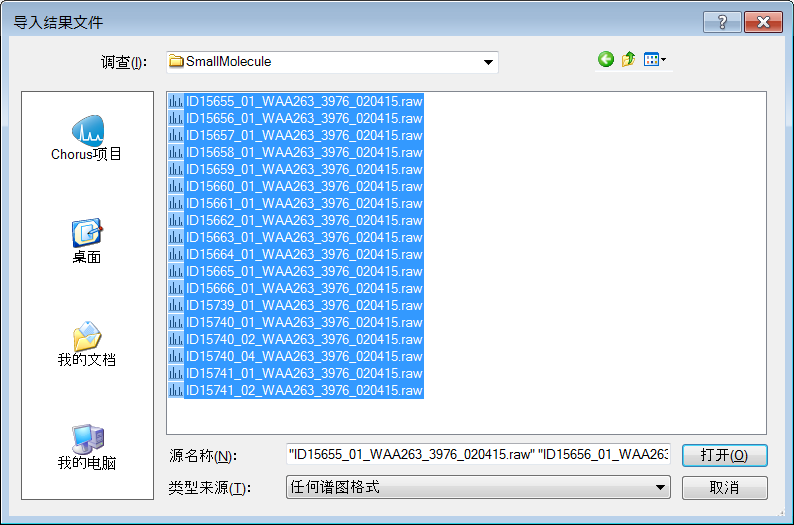 导入结果文件
调查(I):
SmallMolecule
Chorus项目
桌面
我的文档
我的电脑
ID15655_01_WAA263_3976_020415.raw
ID15656_01_WAA263_3976_020415.raw
ID15657_01_WAA263_3976_020415.raw
ID15658_01_WAA263_3976_020415.raw
ID15659_01_WAA263_3976_020415.raw
ID15660_01_WAA263_3976_020415.raw
ID15661_01_WAA263_3976_020415.raw
ID15662_01_WAA263_3976_020415.raw
ID15663_01_WAA263_3976_020415.raw
ID15664_01_WAA263_3976_020415.raw
ID15665_01_WAA263_3976_020415.raw
ID15666_01_WAA263_3976_020415.raw
ID15739_01_WAA263_3976_020415.raw
ID15740_01_WAA263_3976_020415.raw
ID15740_02_WAA263_3976_020415.raw
ID15740_04_WAA263_3976_020415.raw
ID15741_01_WAA263_3976_020415.raw
ID15741_02_WAA263_3976_020415.raw
源名称(N):
"ID15655_01_WAA263_3976_020415.raw" "ID15656_01_WAA263
打开(O)
类型来源(T):
任何谱图格式
取消